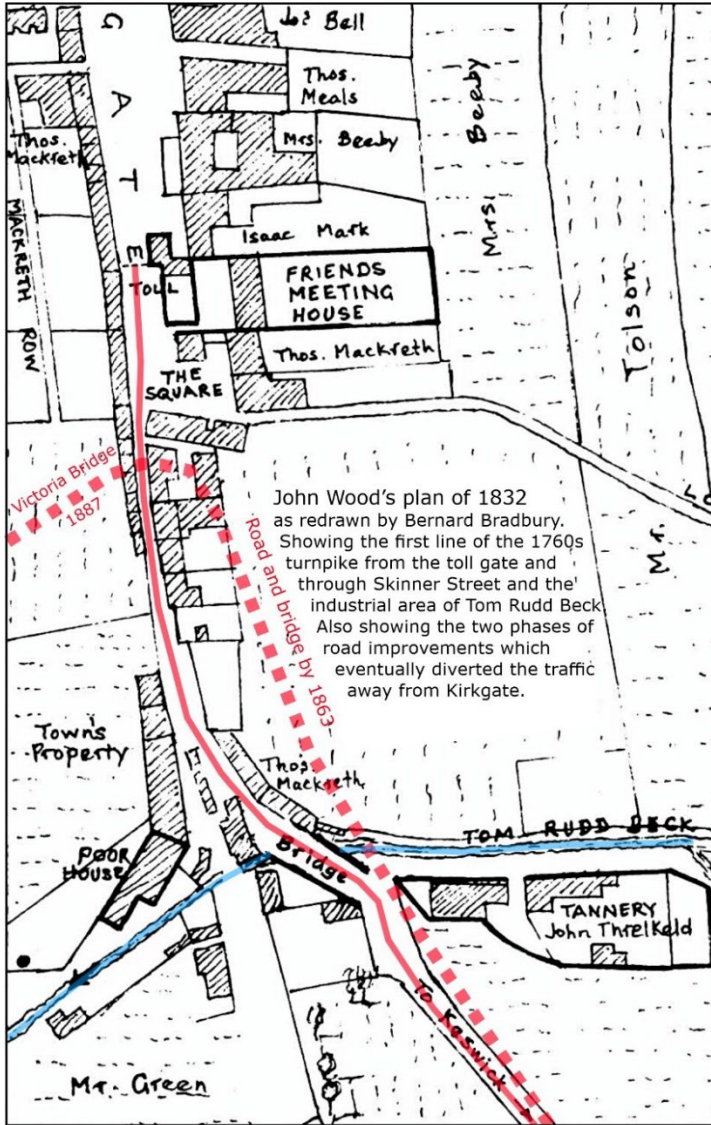 G
A
T
E
Jos Bell
Thos.
Meals
Mrs. Beeby
Isaac Mark
Thos.
Mackreth
MACKRETH ROW
TOLL
FRIENDS
MEETING
HOUSE
Thos. Mackreth
THE
SQUARE
Mrs. Beeby
Tolson
Mr.
Victoria Bridge
1887
Road and bridge by 1863
John Wood's plan of 1832
as redrawn by Bernard Bradbury.
Showing the first line of the 1760s
turnpike from the toll gate and
through Skinner Street and the
industrial area of Tom Rudd Beck
Also showing the two phases of
road improvements which
eventually diverted the traffic
away from Kirkgate.
Town's
Property
Thos.
Mackreth
POOR
HOUSE
Bridge
TOM RUDD BECK
TANNERY
John Threlkeld
To Keswick
Mr. Green